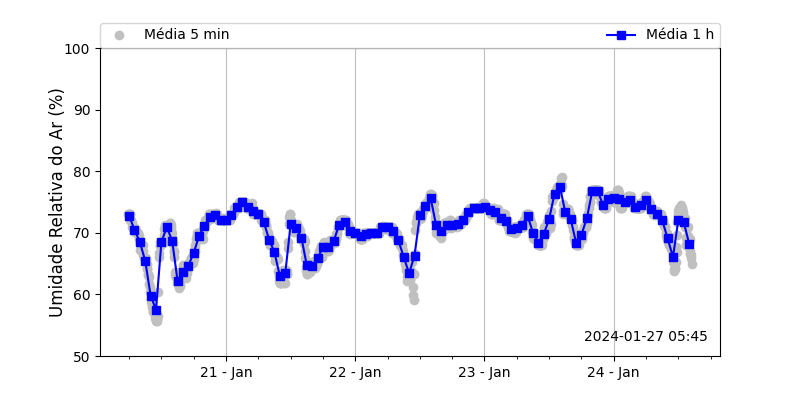 Média 5 min
Média 1 h
Umidade Relativa do Ar (%)
100
90
80
70
60
50
21 - Jan
22 - Jan
23 - Jan
24 - Jan
2024-01-27 05:45